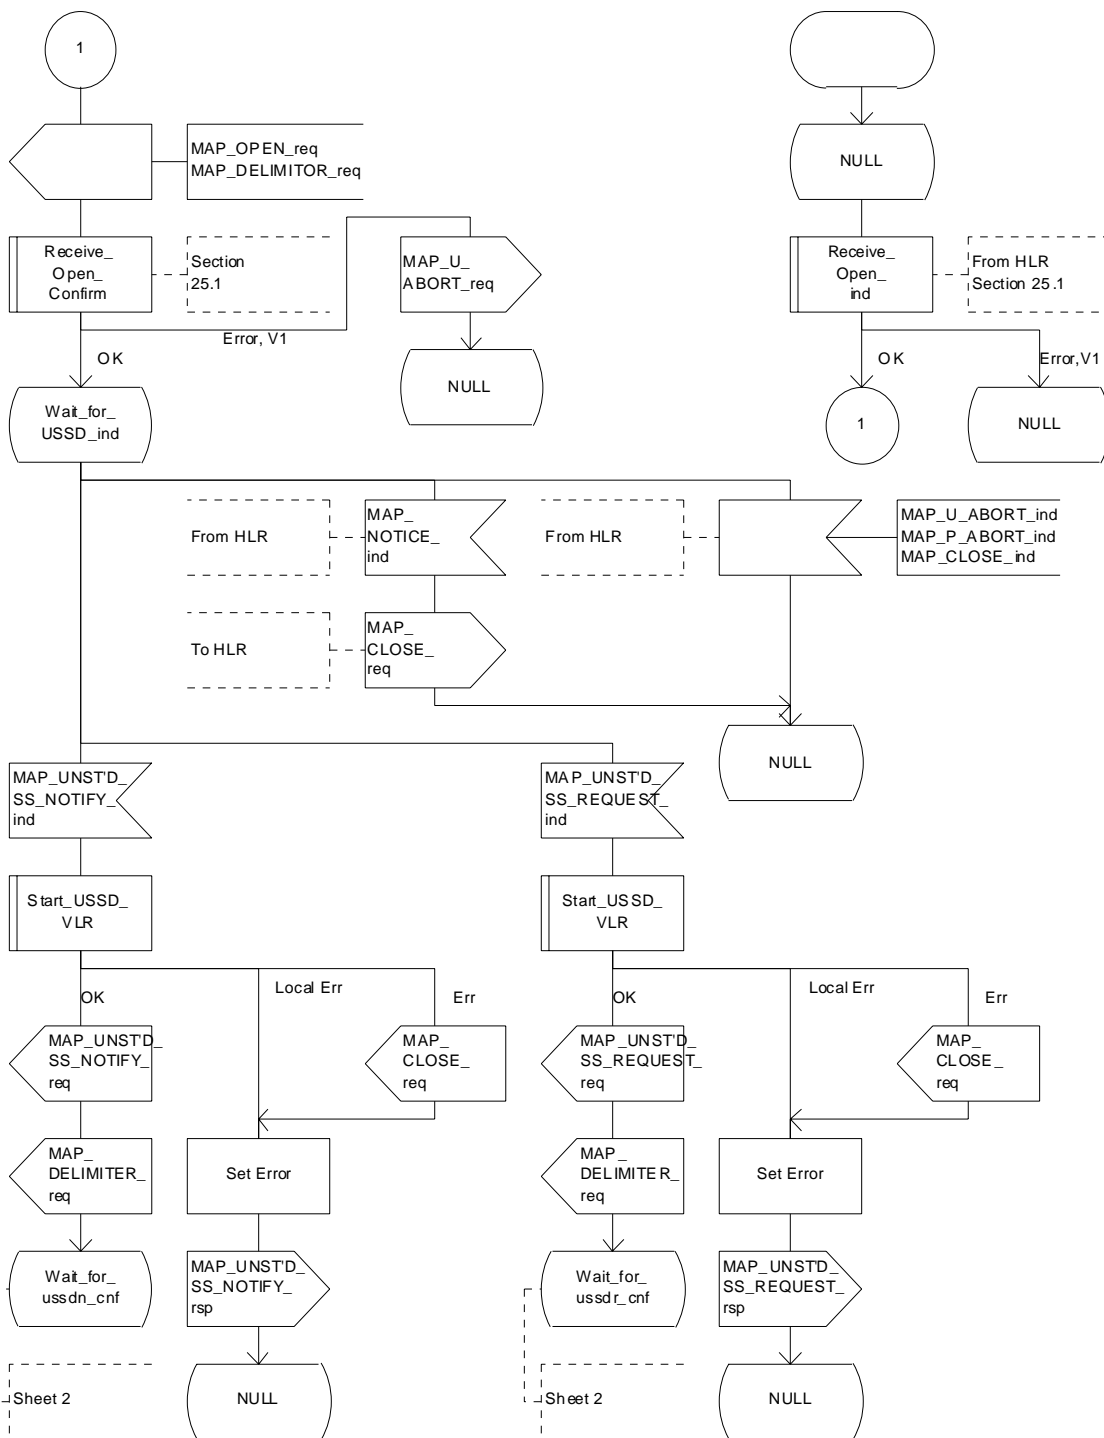 1
MAP_OPEN_req
MAP_DELIMITOR_req
NULL
Receive_
Open_
Confirm
Section
25.1
MAP_U_
ABORT_req
Receive_
Open_
ind
From HLR
Section 25.1
Error, V1
OK
OK
Error,V1
NULL
Wait_for_
USSD_ind
1
NULL
From HLR
MAP_
NOTICE_
ind
From HLR
MAP_U_ABORT_ind
MAP_P_ABORT_ind
MAP_CLOSE_ind
To HLR
MAP_
CLOSE_
req
NULL
MAP_UNST'D_
SS_NOTIFY_
ind
MAP_UNST'D_
SS_REQUEST_
ind
Start_USSD_
VLR
Start_USSD_
VLR
OK
Local Err
Err
OK
Local Err
Err
MAP_UNST'D_
SS_NOTIFY_
req
MAP_
CLOSE_
req
MAP_UNST'D_
SS_REQUEST_
req
MAP_
CLOSE_
req
MAP_
DELIMITER_
req
Set Error
MAP_
DELIMITER_
req
Set Error
Wait_for_
ussdn_cnf
MAP_UNST'D_
SS_NOTIFY_
rsp
Wait_for_
ussdr_cnf
MAP_UNST'D_
SS_REQUEST_
rsp
Sheet 2
NULL
Sheet 2
NULL